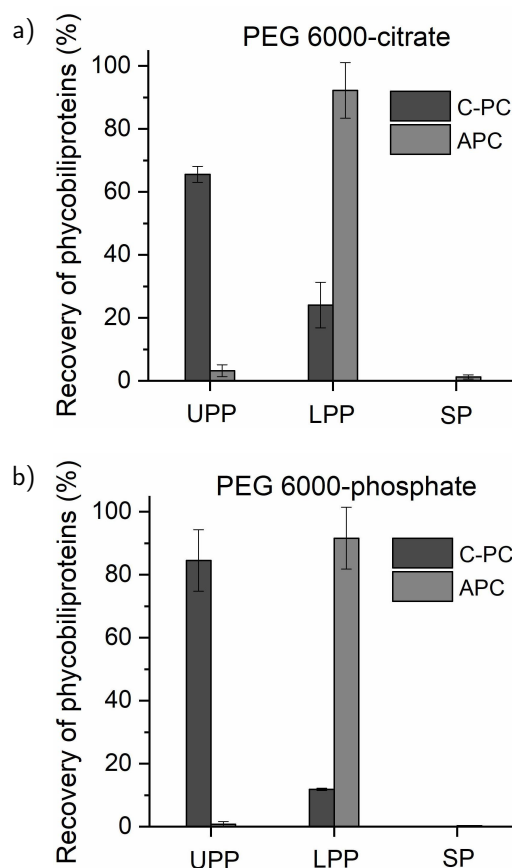 a)
PEG 6000-citrate
Recovery of phycobiliproteins (%)
100
80
60
40
20
0
C-PC
APC
UPP LPP SP
b)
PEG 6000-phosphate
Recovery of phycobiliproteins (%)
100
80
60
40
20
0
C-PC
APC
UPP LPP SP